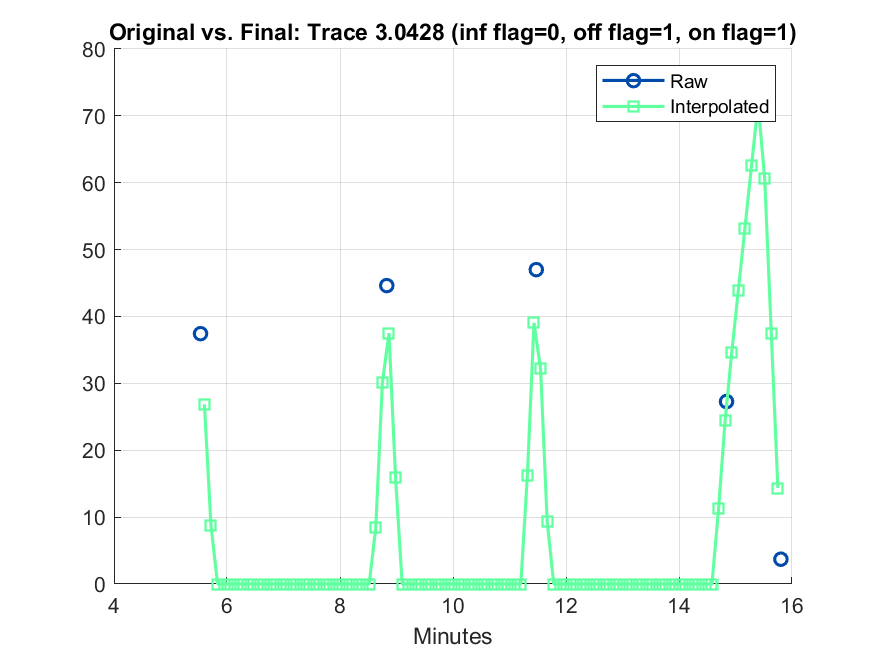 Original vs. Final: Trace 3.0428 (inf flag=0, off flag=1, on flag=1)
80
70
60
50
40
30
20
10
0
Raw
Interpolated
4 6 8 10 12 14 16
Minutes